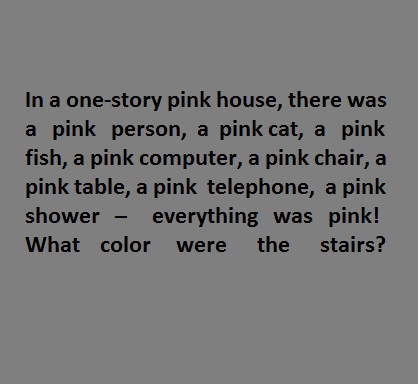 In a one-story pink house, there was
a pink person, a pink cat, a pink
fish, a pink computer, a pink chair, a
pink table, a pink telephone, a pink
shower – everything was pink!
What color were the stairs?